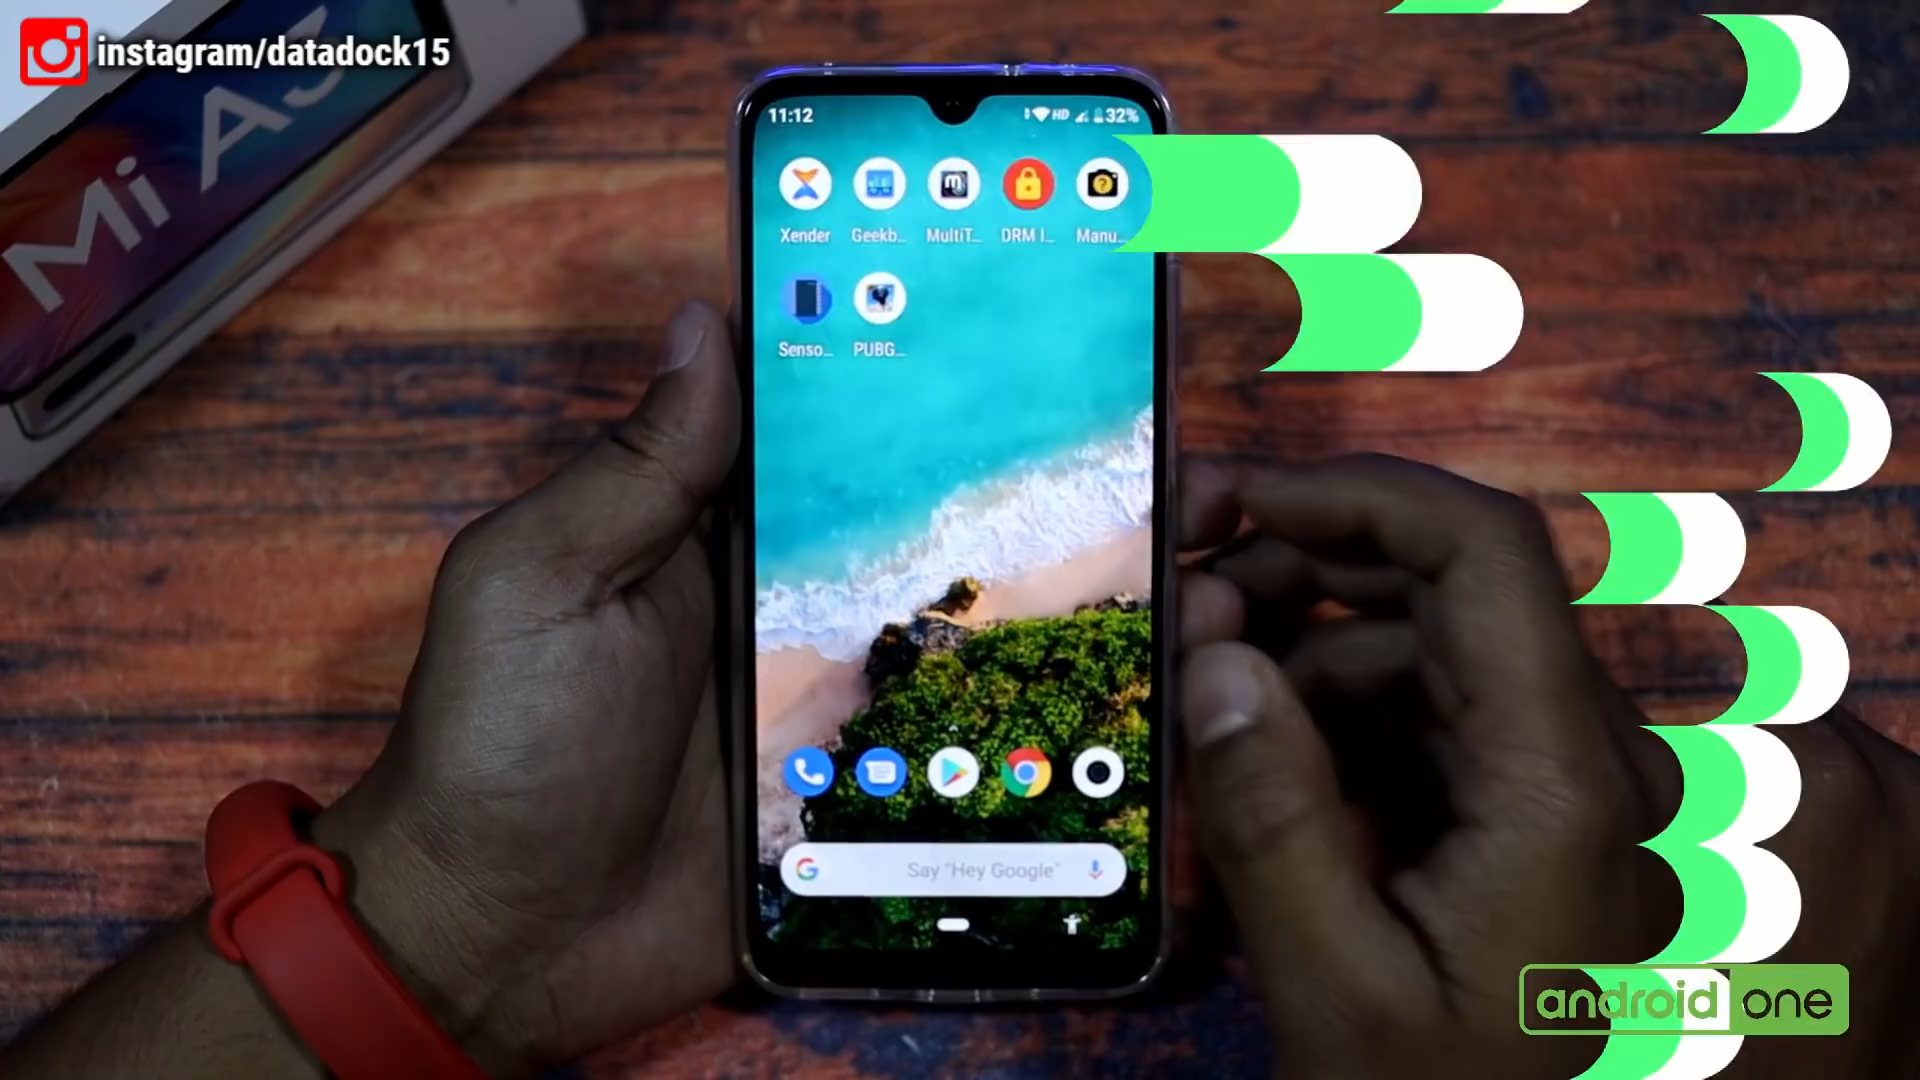 instagram/datadock15
Mi A3
11:12
HD 32%
Xender Geekb... MultiT... DRM I... Manu...
Senso... PUBG...
G Say "Hey Google"
android one